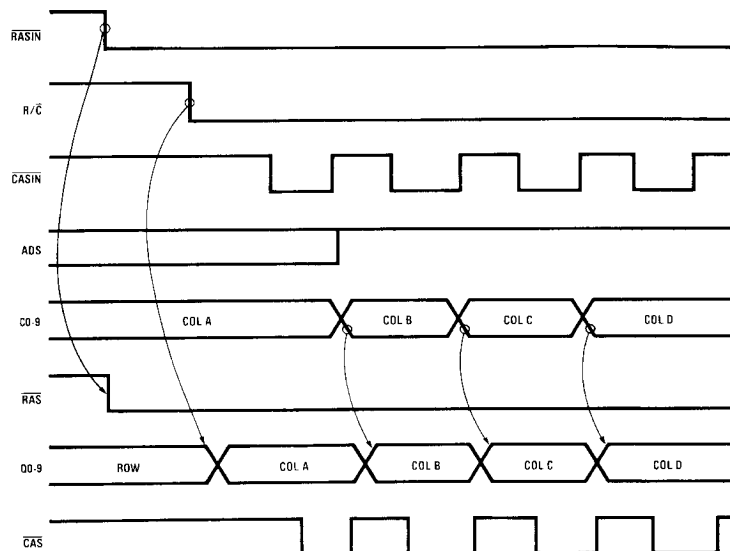 RASIN
R/C
CASIN
ADS
C0-9 COL A COL B COL C COL D
RAS
Q0-9 ROW COL A COL B COL C COL D
CAS